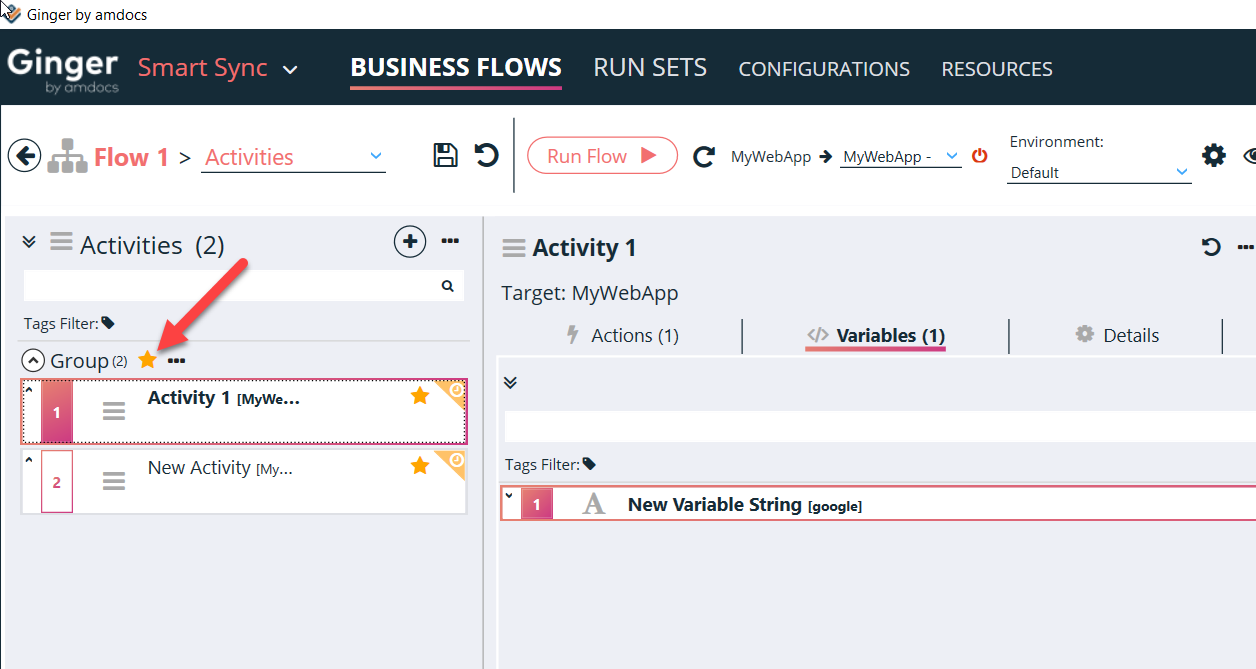 Ginger by amdocs
Ginger
by amdocs
Smart Sync
BUSINESS FLOWS
RUN SETS
CONFIGURATIONS
RESOURCES
Flow 1 > Activities
Run Flow
MyWebApp
MyWebApp -
Environment:
Default
Activities (2)
Tags Filter:
Group (2)
1
Activity 1 [MyWe...
2
New Activity [My...
Activity 1
Target: MyWebApp
Actions (1)
Variables (1)
Details
Tags Filter:
1
A
New Variable String [google]